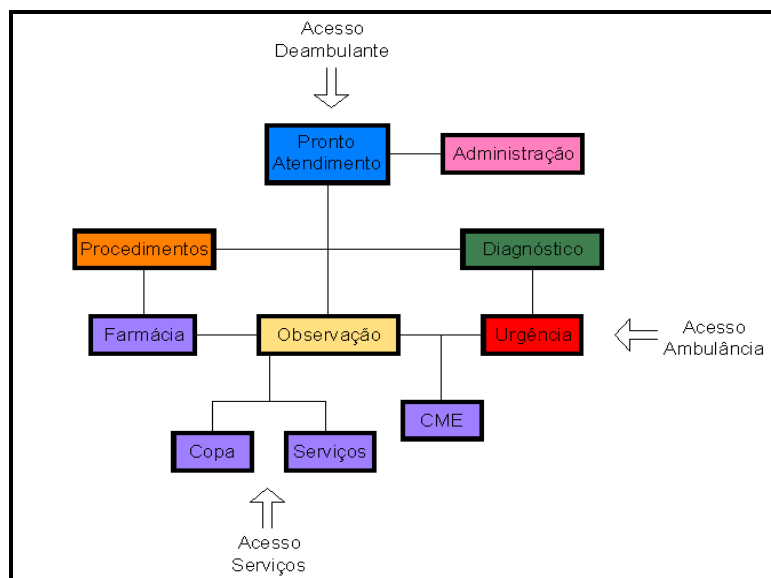 Acesso
Deambulante
Pronto
Atendimento
Administração
Procedimentos
Diagnóstico
Farmácia
Observação
Urgência
Acesso
Ambulância
CME
Copa
Serviços
Acesso
Serviços